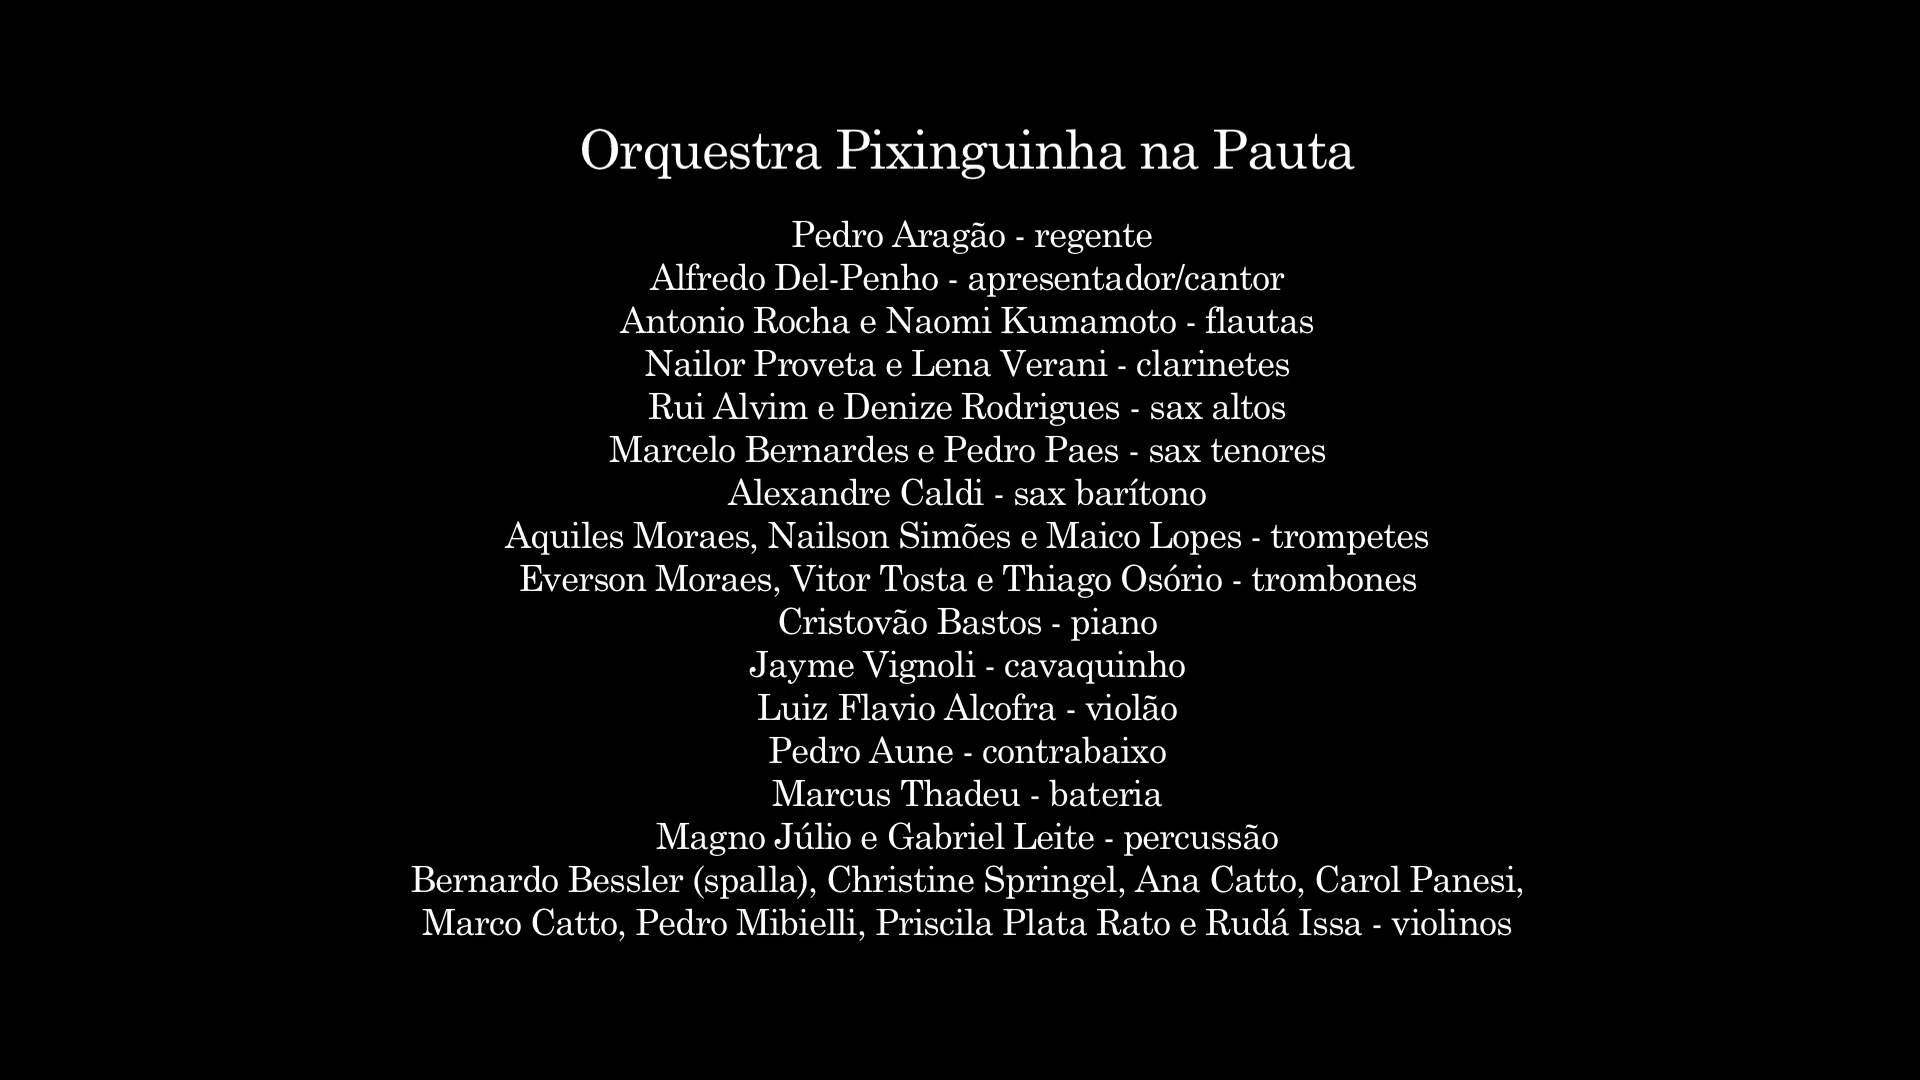 Orquestra Pixinguinha na Pauta
Pedro Aragão - regente
Alfredo Del-Penho - apresentador/cantor
Antonio Rocha e Naomi Kumamoto - flautas
Nailor Proveta e Lena Verani - clarinetes
Rui Alvim e Denize Rodrigues - sax altos
Marcelo Bernardes e Pedro Paes - sax tenores
Alexandre Caldi - sax barítono
Aquiles Moraes, Nailson Simões e Maico Lopes - trompetes
Everson Moraes, Vitor Tosta e Thiago Osório - trombones
Cristovão Bastos - piano
Jayme Vignoli - cavaquinho
Luiz Flavio Alcofra - violão
Pedro Aune - contrabaixo
Marcus Thadeu - bateria
Magno Júlio e Gabriel Leite - percussão
Bernardo Bessler (spalla), Christine Springel, Ana Catto, Carol Panesi,
Marco Catto, Pedro Mibielli, Priscila Plata Rato e Rudá Issa - violinos